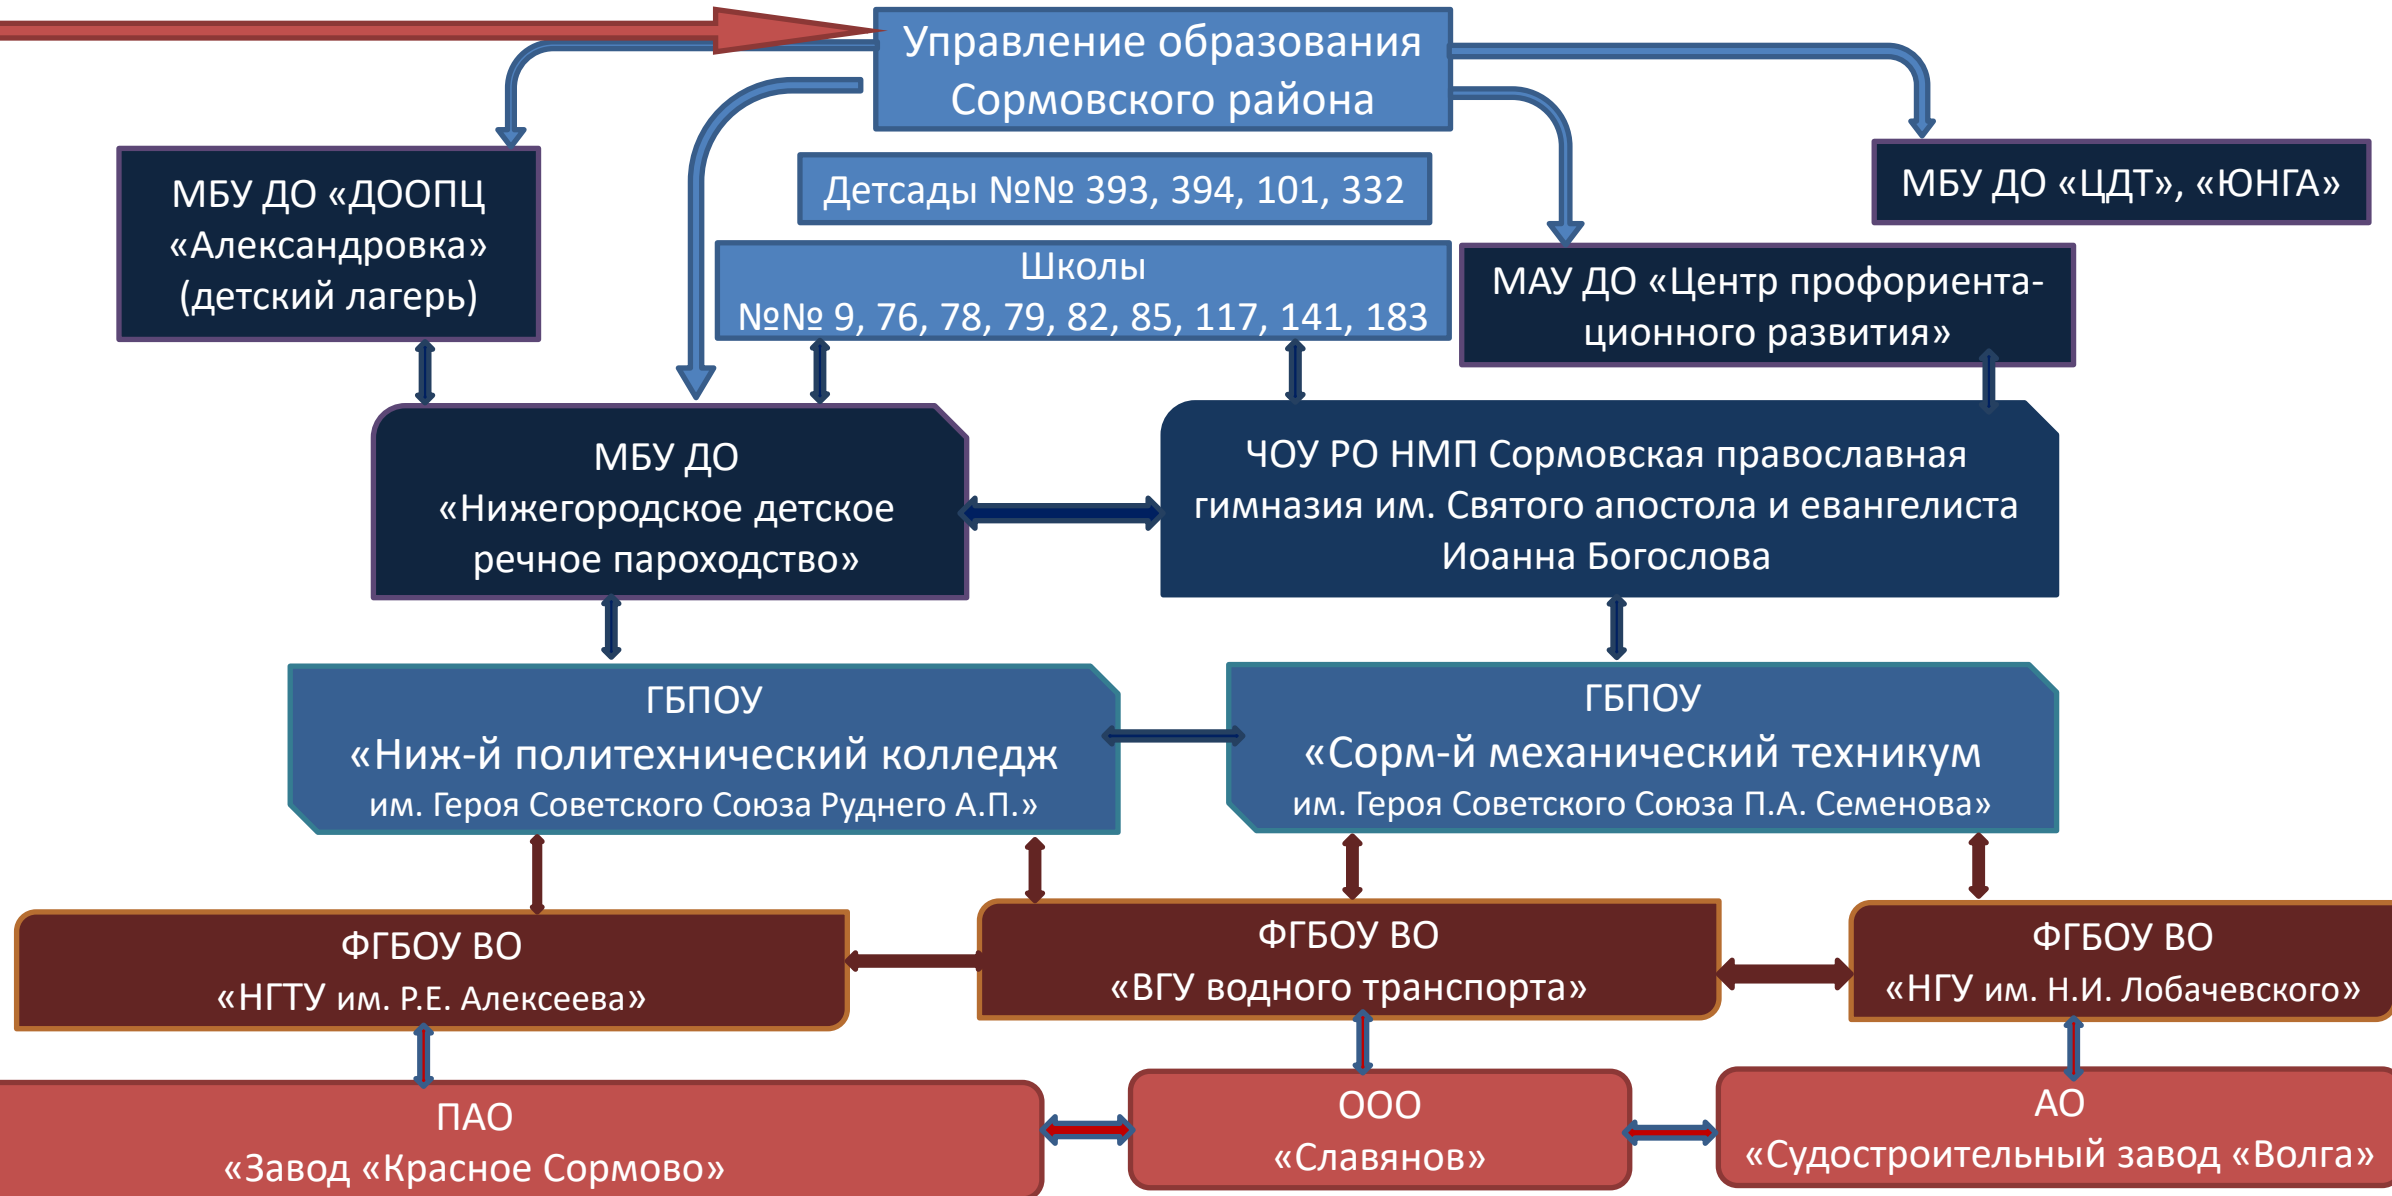 Управление образования
Сормовского района
МБУ ДО «ДООПЦ
«Александровка»
(детский лагерь)
Детсады №№ 393, 394, 101, 332
МБУ ДО «ЦДТ», «ЮНГА»
Школы
№№ 9, 76, 78, 79, 82, 85, 117, 141, 183
МАУ ДО «Центр профориента-
ционного развития»
МБУ ДО
«Нижегородское детское
речное пароходство»
ЧОУ РО НМП Сормовская православная
гимназия им. Святого апостола и евангелиста
Иоанна Богослова
ГБПОУ
«Ниж-й политехнический колледж
им. Героя Советского Союза Руднего А.П.»
ГБПОУ
«Сорм-й механический техникум
им. Героя Советского Союза П.А. Семенова»
ФГБОУ ВО
«НГТУ им. Р.Е. Алексеева»
ФГБОУ ВО
«ВГУ водного транспорта»
ФГБОУ ВО
«НГУ им. Н.И. Лобачевского»
ПАО
«Завод «Красное Сормово»
ООО
«Славянов»
АО
«Судостроительный завод «Волга»